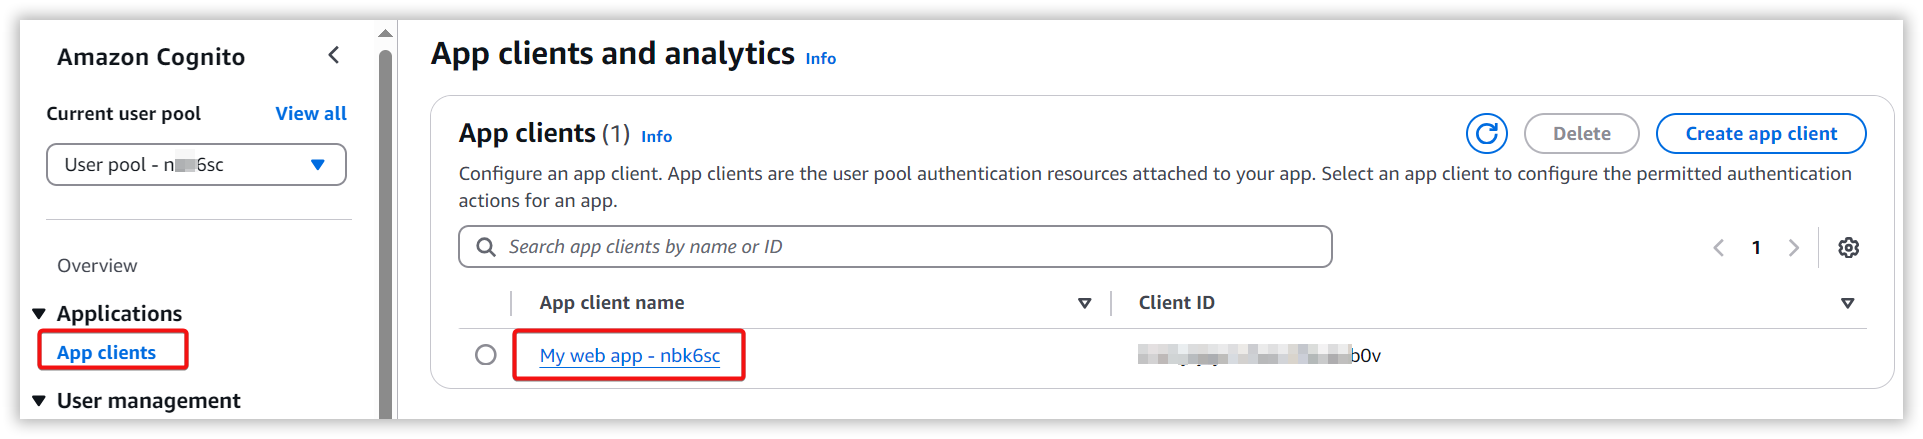 Amazon Cognito
Current user pool View all
User pool - n 6sc
Overview
Applications
App clients
User management
App clients and analytics Info
App clients (1) Info
Delete
Create app client
Configure an app client. App clients are the user pool authentication resources attached to your app. Select an app client to configure the permitted authentication
actions for an app.
Search app clients by name or ID
1
App client name Client ID
My web app - nbk6sc b0v